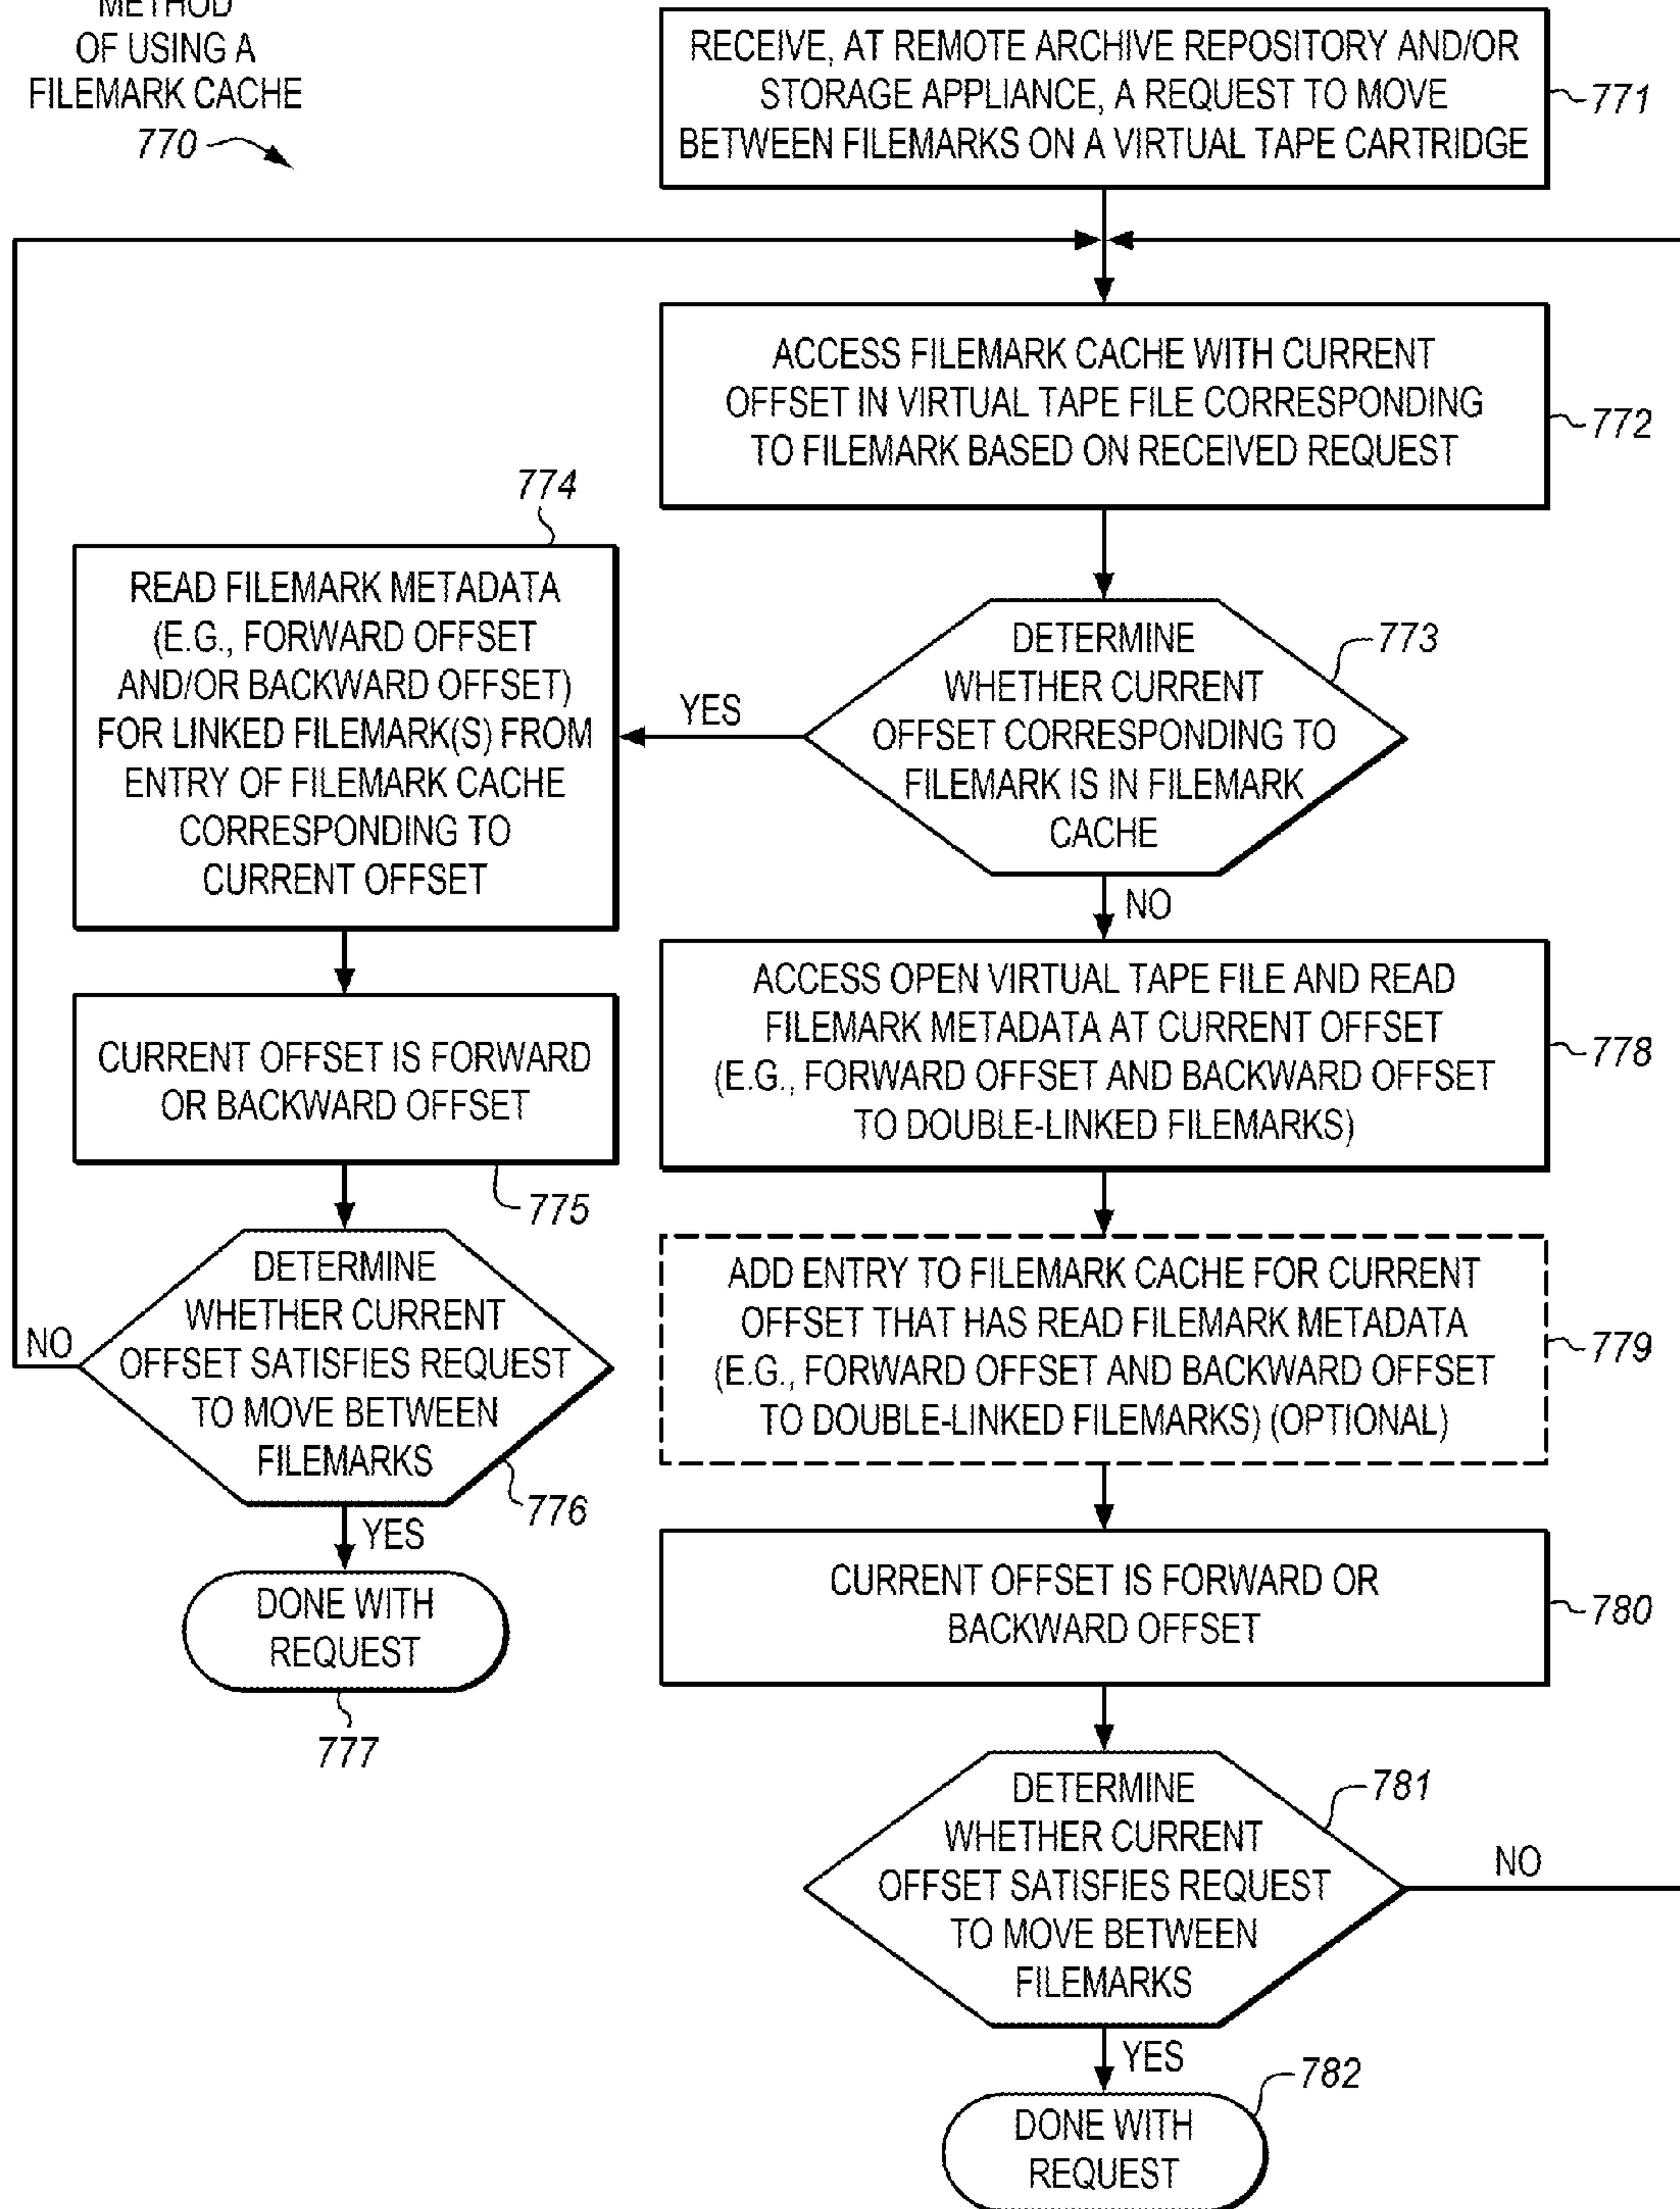 METHOD
OF USING A
FILEMARK CACHE
770
RECEIVE, AT REMOTE ARCHIVE REPOSITORY AND/OR
STORAGE APPLIANCE, A REQUEST TO MOVE
BETWEEN FILEMARKS ON A VIRTUAL TAPE CARTRIDGE
771
ACCESS FILEMARK CACHE WITH CURRENT
OFFSET IN VIRTUAL TAPE FILE CORRESPONDING
TO FILEMARK BASED ON RECEIVED REQUEST
772
DETERMINE
WHETHER CURRENT
OFFSET CORRESPONDING TO
FILEMARK IS IN FILEMARK
CACHE
773
YES
NO
774
READ FILEMARK METADATA
(E.G., FORWARD OFFSET
AND/OR BACKWARD OFFSET)
FOR LINKED FILEMARK(S) FROM
ENTRY OF FILEMARK CACHE
CORRESPONDING TO
CURRENT OFFSET
CURRENT OFFSET IS FORWARD
OR BACKWARD OFFSET
775
DETERMINE
WHETHER CURRENT
OFFSET SATISFIES REQUEST
TO MOVE BETWEEN
FILEMARKS
776
NO
YES
DONE WITH
REQUEST
777
ACCESS OPEN VIRTUAL TAPE FILE AND READ
FILEMARK METADATA AT CURRENT OFFSET
(E.G., FORWARD OFFSET AND BACKWARD OFFSET
TO DOUBLE-LINKED FILEMARKS)
778
ADD ENTRY TO FILEMARK CACHE FOR CURRENT
OFFSET THAT HAS READ FILEMARK METADATA
(E.G., FORWARD OFFSET AND BACKWARD OFFSET
TO DOUBLE-LINKED FILEMARKS) (OPTIONAL)
779
CURRENT OFFSET IS FORWARD OR
BACKWARD OFFSET
780
DETERMINE
WHETHER CURRENT
OFFSET SATISFIES REQUEST
TO MOVE BETWEEN
FILEMARKS
781
NO
YES
DONE WITH
REQUEST
782